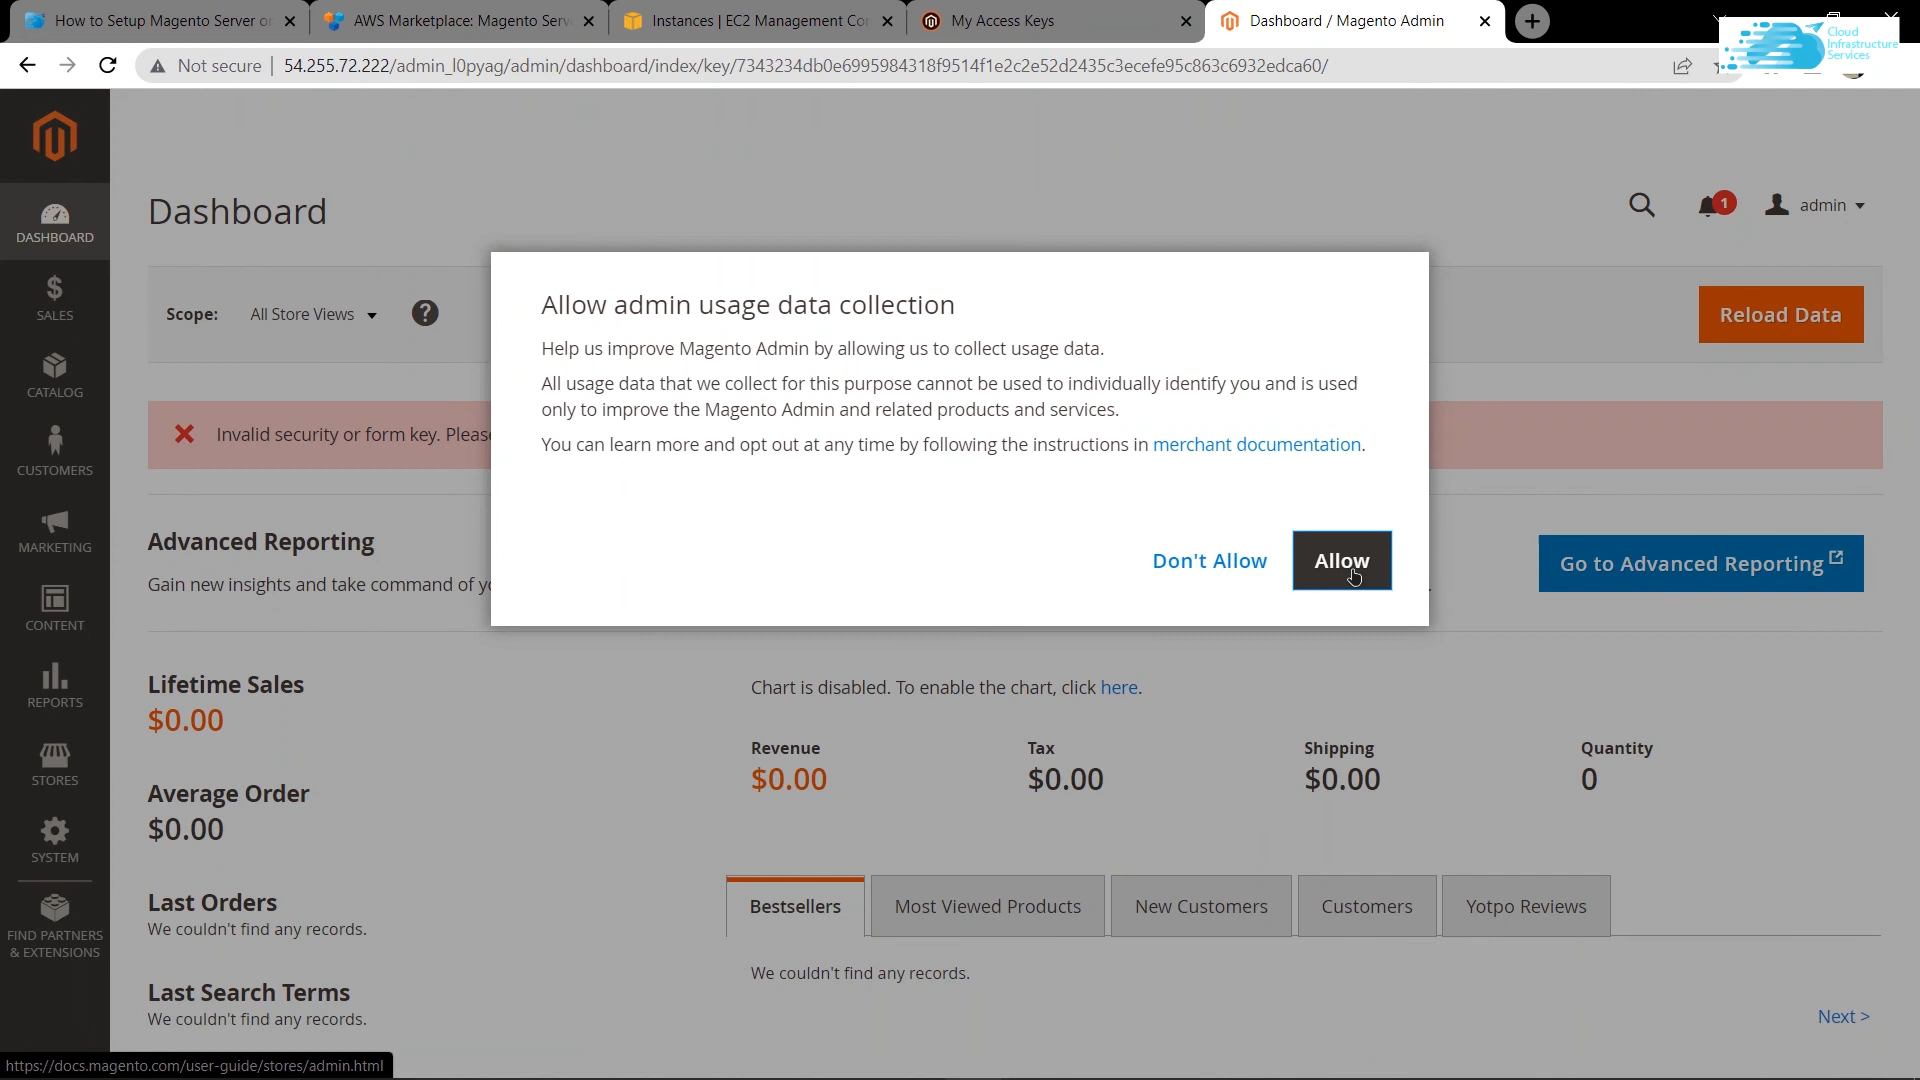 How to Setup Magento Server or
AWS Marketplace: Magento Serv
Instances | EC2 Management Co
My Access Keys
Dashboard / Magento Admin
Cloud
Infrastructure
Services
Not secure
54.255.72.222/admin_l0pyag/admin/dashboard/index/key/7343234db0e6995984318f9514f1e2c2e52d2435c3ecefe95c863c6932edca60/
DASHBOARD
SALES
CATALOG
CUSTOMERS
MARKETING
CONTENT
REPORTS
STORES
SYSTEM
FIND PARTNERS
& EXTENSIONS
Dashboard
1
admin
Scope:
All Store Views
?
Reload Data
Invalid security or form key. Please
Allow admin usage data collection
Help us improve Magento Admin by allowing us to collect usage data.
All usage data that we collect for this purpose cannot be used to individually identify you and is used
only to improve the Magento Admin and related products and services.
You can learn more and opt out at any time by following the instructions in merchant documentation.
Don't Allow
Allow
Advanced Reporting
Gain new insights and take command of yo
Go to Advanced Reporting
Lifetime Sales
$0.00
Average Order
$0.00
Last Orders
We couldn't find any records.
Last Search Terms
We couldn't find any records.
Chart is disabled. To enable the chart, click here.
Revenue
$0.00
Tax
$0.00
Shipping
$0.00
Quantity
0
Bestsellers
Most Viewed Products
New Customers
Customers
Yotpo Reviews
We couldn't find any records.
Next >
https://docs.magento.com/user-guide/stores/admin.html